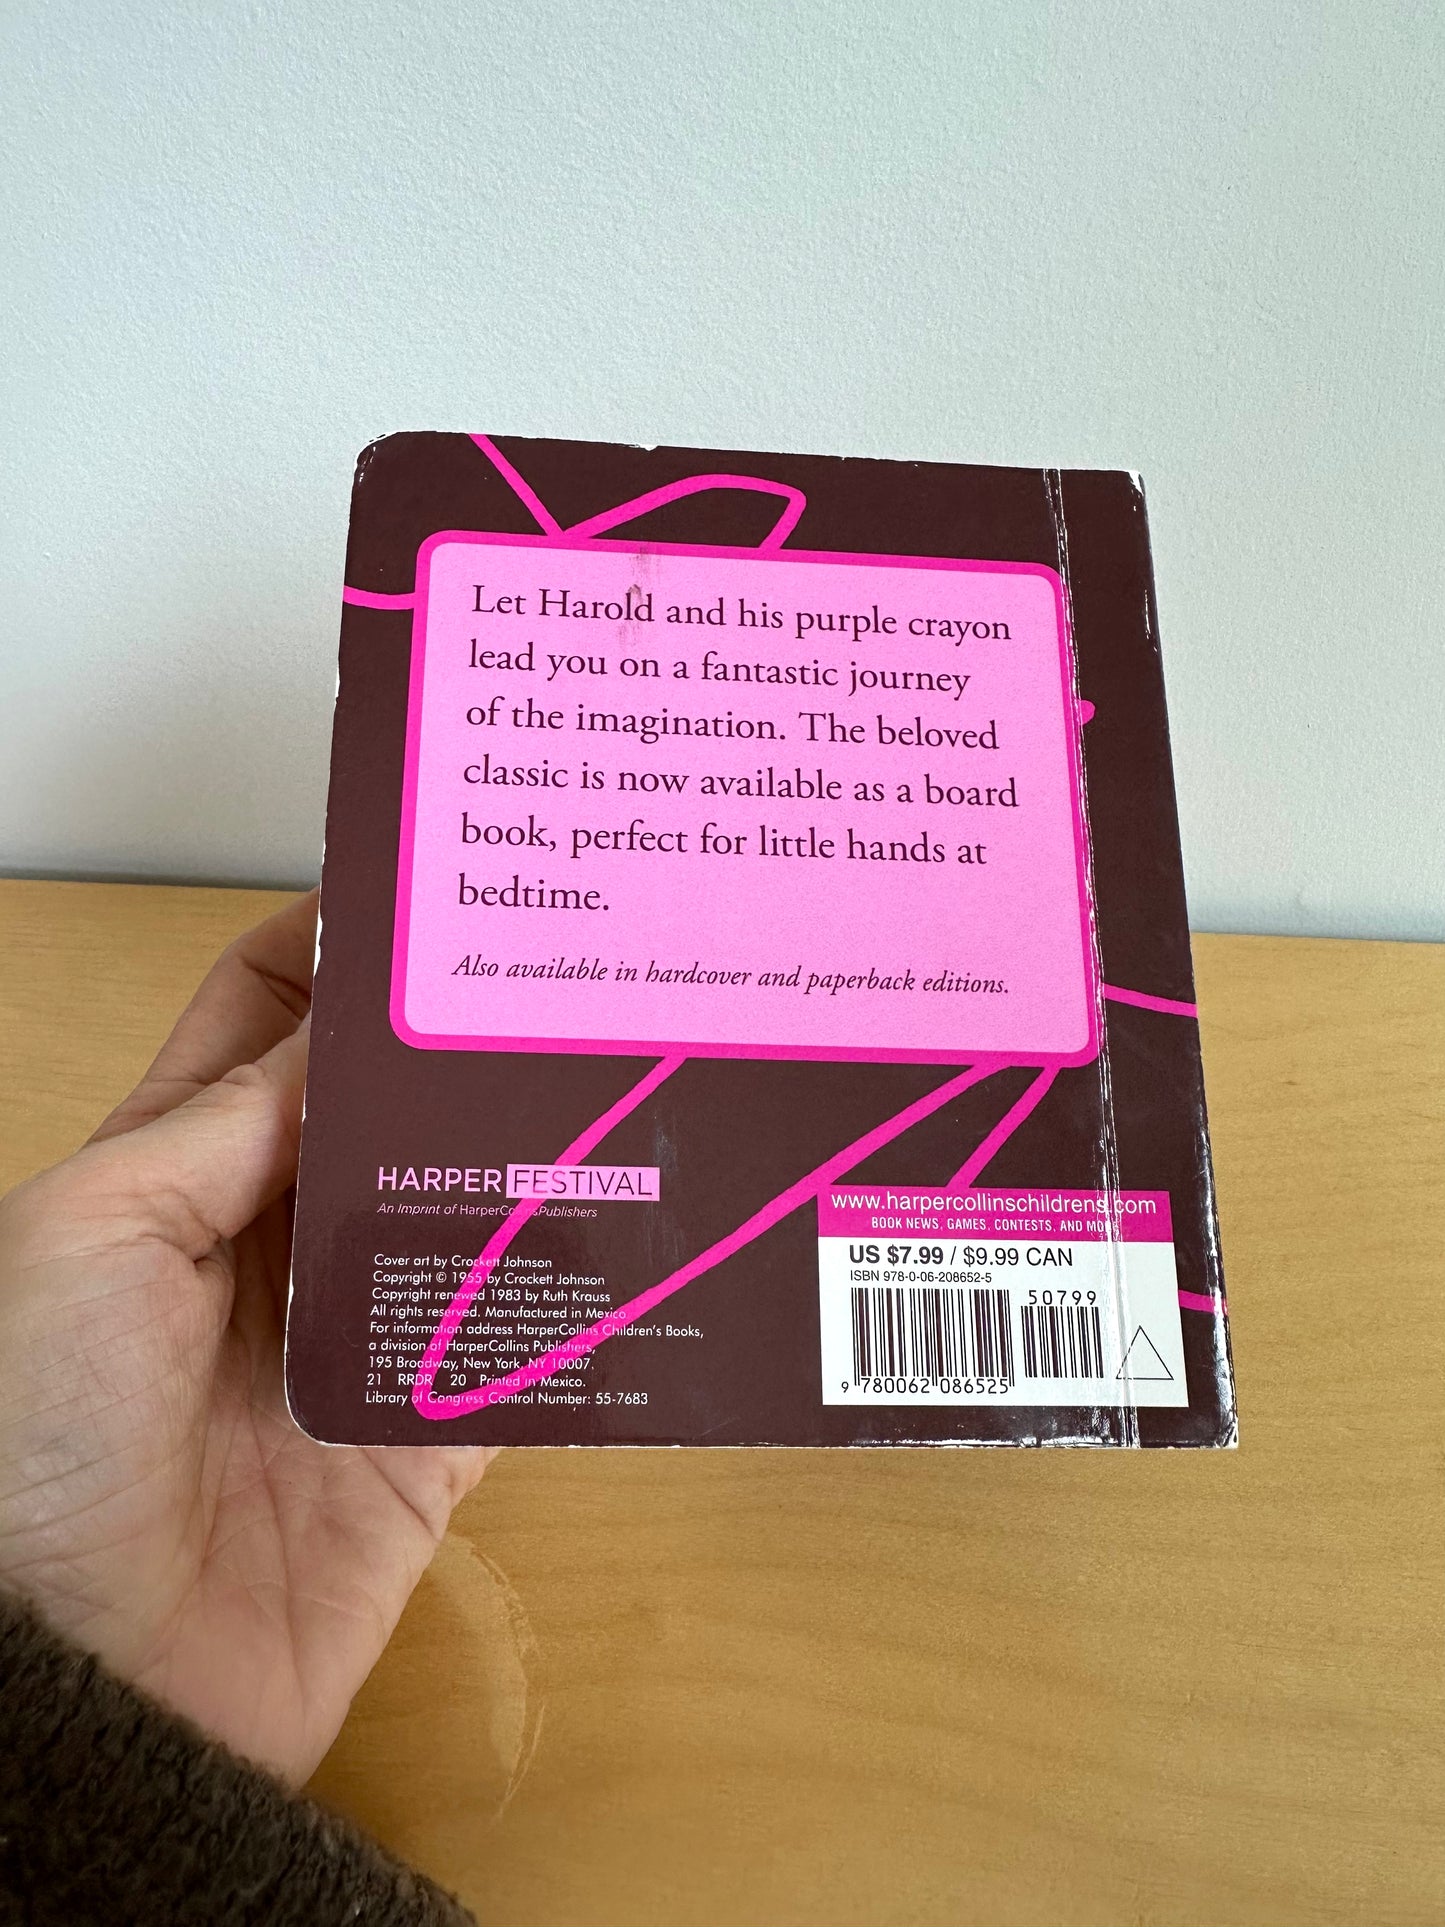 Let Harold and his purple crayon
lead you on a fantastic journey
of the imagination. The beloved
classic is now available as a board
book, perfect for little hands at
bedtime.
Also available in hardcover and paperback editions.
HARPER FESTIVAL
An Imprint of HarperCollinsPublishers
Cover art by Crockett Johnson
Copyright © 1955 by Crockett Johnson
Copyright renewed 1983 by Ruth Krauss
All rights reserved. Manufactured in Mexico.
For information address HarperCollins Children's Books,
a division of HarperCollins Publishers,
195 Broadway, New York, NY 10007.
21 RRDR 20 Printed in Mexico.
Library of Congress Control Number: 55-7683
www.harpercollinschildrens.com
BOOK NEWS, GAMES, CONTESTS, AND MORE
US $7.99 / $9.99 CAN
ISBN 978-0-06-208652-5
50799
9 780062 086525